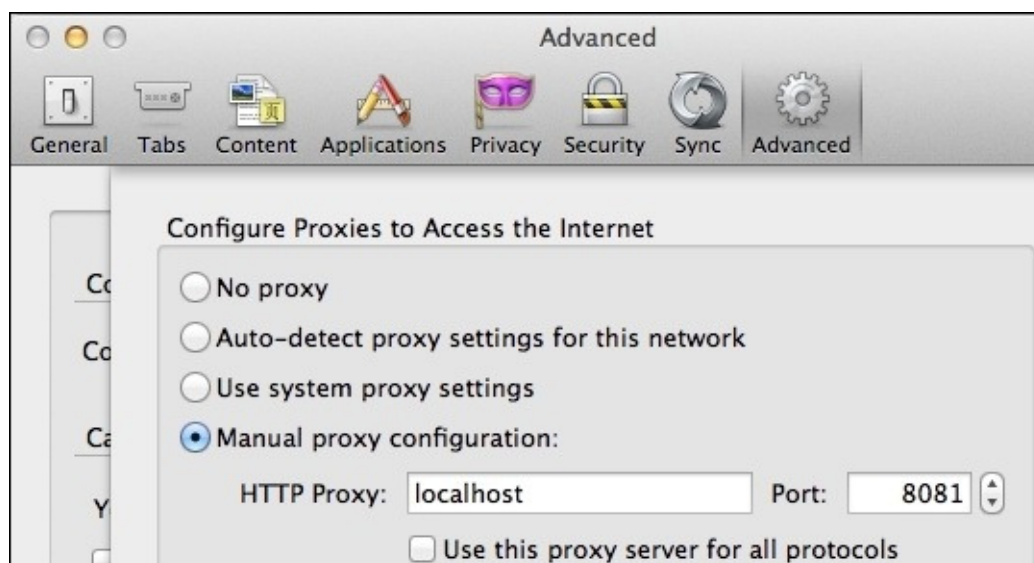 Advanced
General Tabs Content Applications Privacy Security Sync Advanced
Configure Proxies to Access the Internet
No proxy
Auto-detect proxy settings for this network
Use system proxy settings
Manual proxy configuration:
HTTP Proxy: localhost Port: 8081
Use this proxy server for all protocols